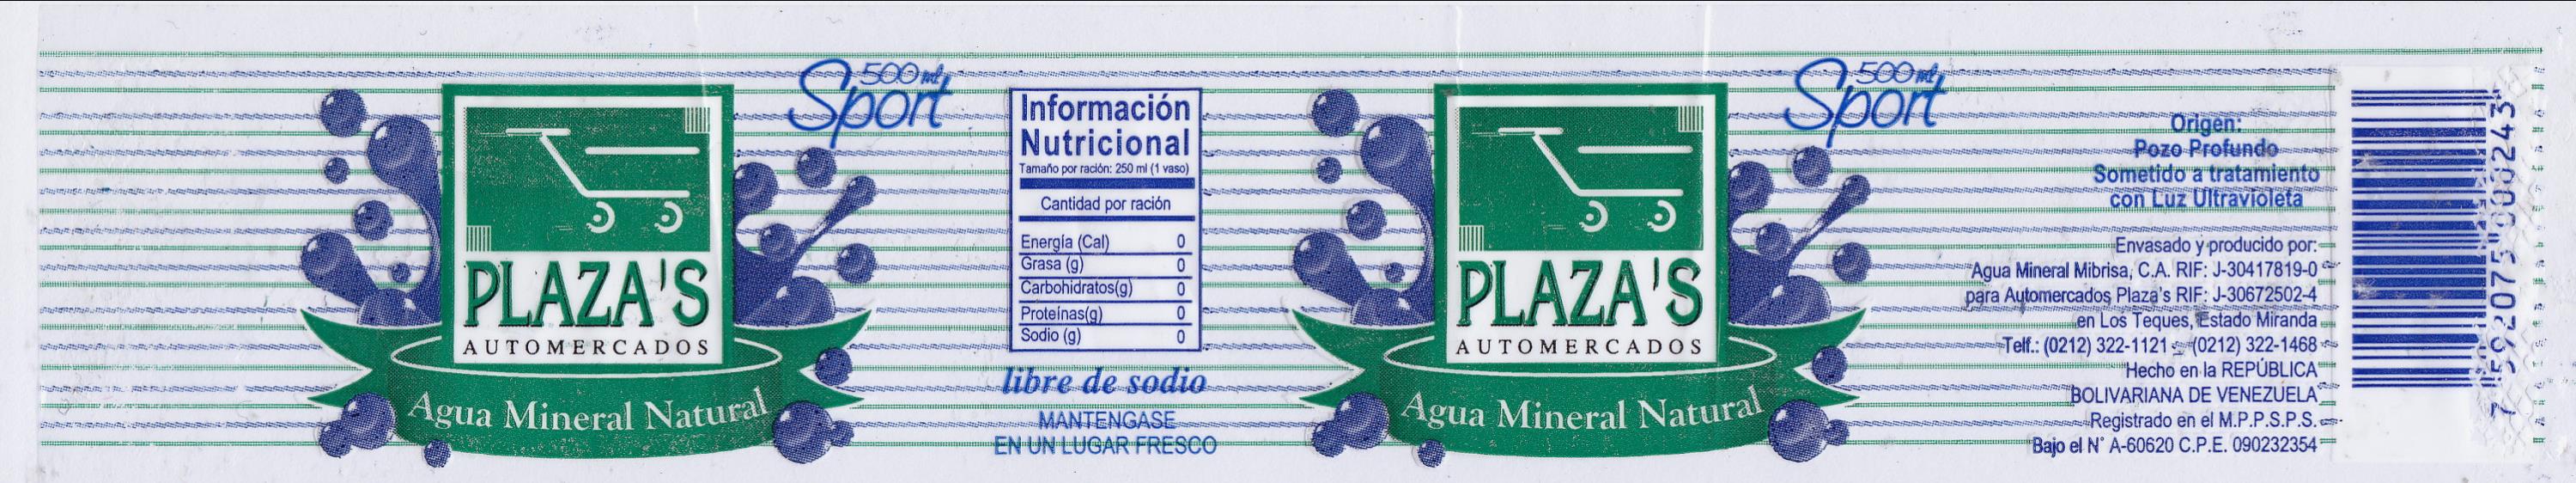 500 ml
Sport
PLAZA'S
AUTOMERCADOS
Agua Mineral Natural
Información
Nutricional
Tamaño por ración: 250 ml (1 vaso)
Cantidad por ración
Energía (Cal) 0
Grasa (g) 0
Carbohidratos(g) 0
Proteínas(g) 0
Sodio (g) 0
libre de sodio
MANTENGASE
EN UN LUGAR FRESCO
500 ml
Sport
PLAZA'S
AUTOMERCADOS
Agua Mineral Natural
Origen:
Pozo Profundo
Sometido a tratamiento
con Luz Ultravioleta
Envasado y producido por:
Agua Mineral Mibrisa, C.A. RIF: J-30417819-0
para Automercados Plaza's RIF: J-30672502-4
en Los Teques, Estado Miranda
Telf.: (0212) 322-1121 - (0212) 322-1468
Hecho en la REPÚBLICA
BOLIVARIANA DE VENEZUELA
Registrado en el M.P.P.S.P.S.
Bajo el N° A-60620 C.P.E. 090232354
7 592075 000243